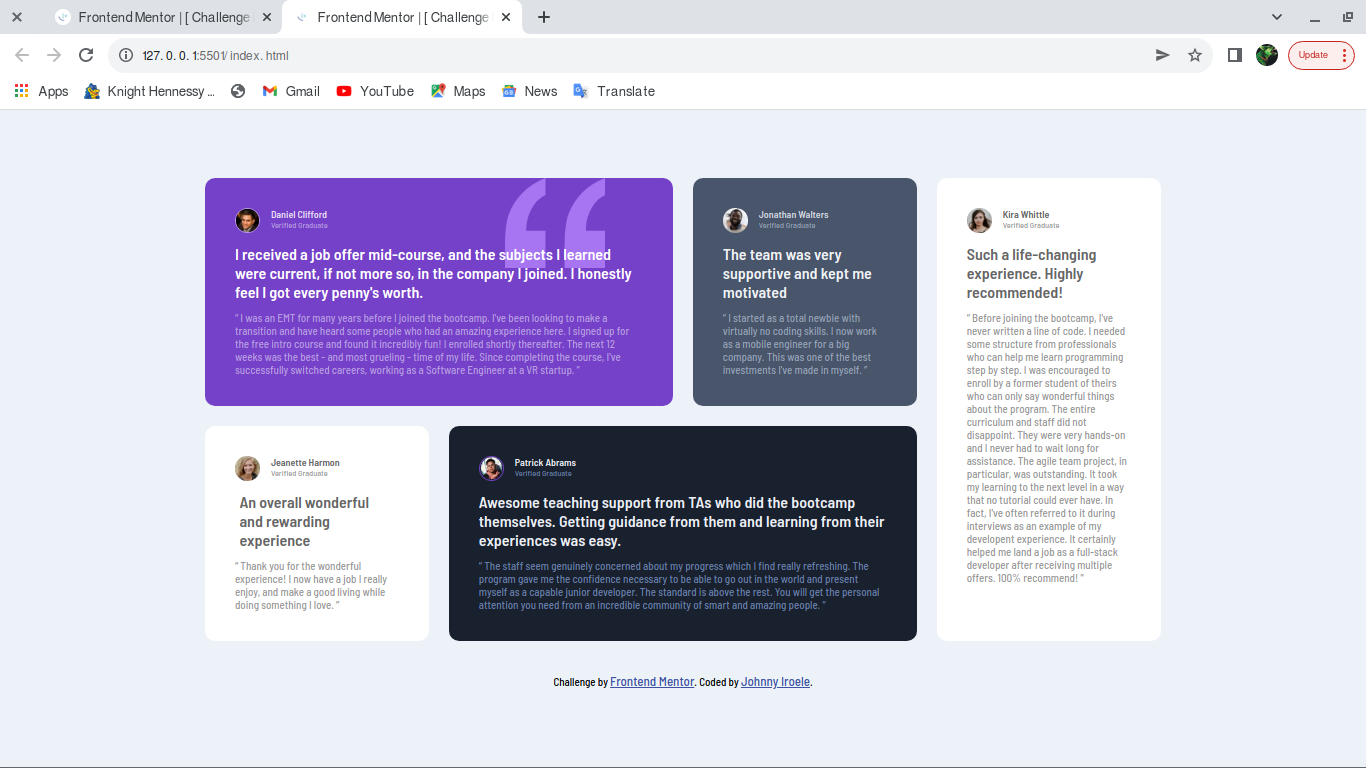 Frontend Mentor | [ Challenge
Frontend Mentor | [ Challenge
127.0.0.1:5501/index.html
Update
Apps
Knight Hennessy ...
Gmail
YouTube
Maps
News
Translate
Daniel Clifford
Verified Graduate
I received a job offer mid-course, and the subjects I learned
were current, if not more so, in the company I joined. I honestly
feel I got every penny's worth.
" I was an EMT for many years before I joined the bootcamp. I've been looking to make a
transition and have heard some people who had an amazing experience here. I signed up for
the free intro course and found it incredibly fun! I enrolled shortly thereafter. The next 12
weeks was the best - and most grueling - time of my life. Since completing the course, I've
successfully switched careers, working as a Software Engineer at a VR startup. "
Jonathan Walters
Verified Graduate
The team was very
supportive and kept me
motivated
" I started as a total newbie with
virtually no coding skills. I now work
as a mobile engineer for a big
company. This was one of the best
investments I've made in myself. "
Kira Whittle
Verified Graduate
Such a life-changing
experience. Highly
recommended!
" Before joining the bootcamp, I've
never written a line of code. I needed
some structure from professionals
who can help me learn programming
step by step. I was encouraged to
enroll by a former student of theirs
who can only say wonderful things
about the program. The entire
curriculum and staff did not
disappoint. They were very hands-on
and I never had to wait long for
assistance. The agile team project, in
particular, was outstanding. It took
my learning to the next level in a way
that no tutorial could ever have. In
fact, I've often referred to it during
interviews as an example of my
developent experience. It certainly
helped me land a job as a full-stack
developer after receiving multiple
offers. 100% recommend! "
Jeanette Harmon
Verified Graduate
An overall wonderful
and rewarding
experience
" Thank you for the wonderful
experience! I now have a job I really
enjoy, and make a good living while
doing something I love. "
Patrick Abrams
Verified Graduate
Awesome teaching support from TAs who did the bootcamp
themselves. Getting guidance from them and learning from their
experiences was easy.
" The staff seem genuinely concerned about my progress which I find really refreshing. The
program gave me the confidence necessary to be able to go out in the world and present
myself as a capable junior developer. The standard is above the rest. You will get the personal
attention you need from an incredible community of smart and amazing people. "
Challenge by Frontend Mentor. Coded by Johnny Iroele.